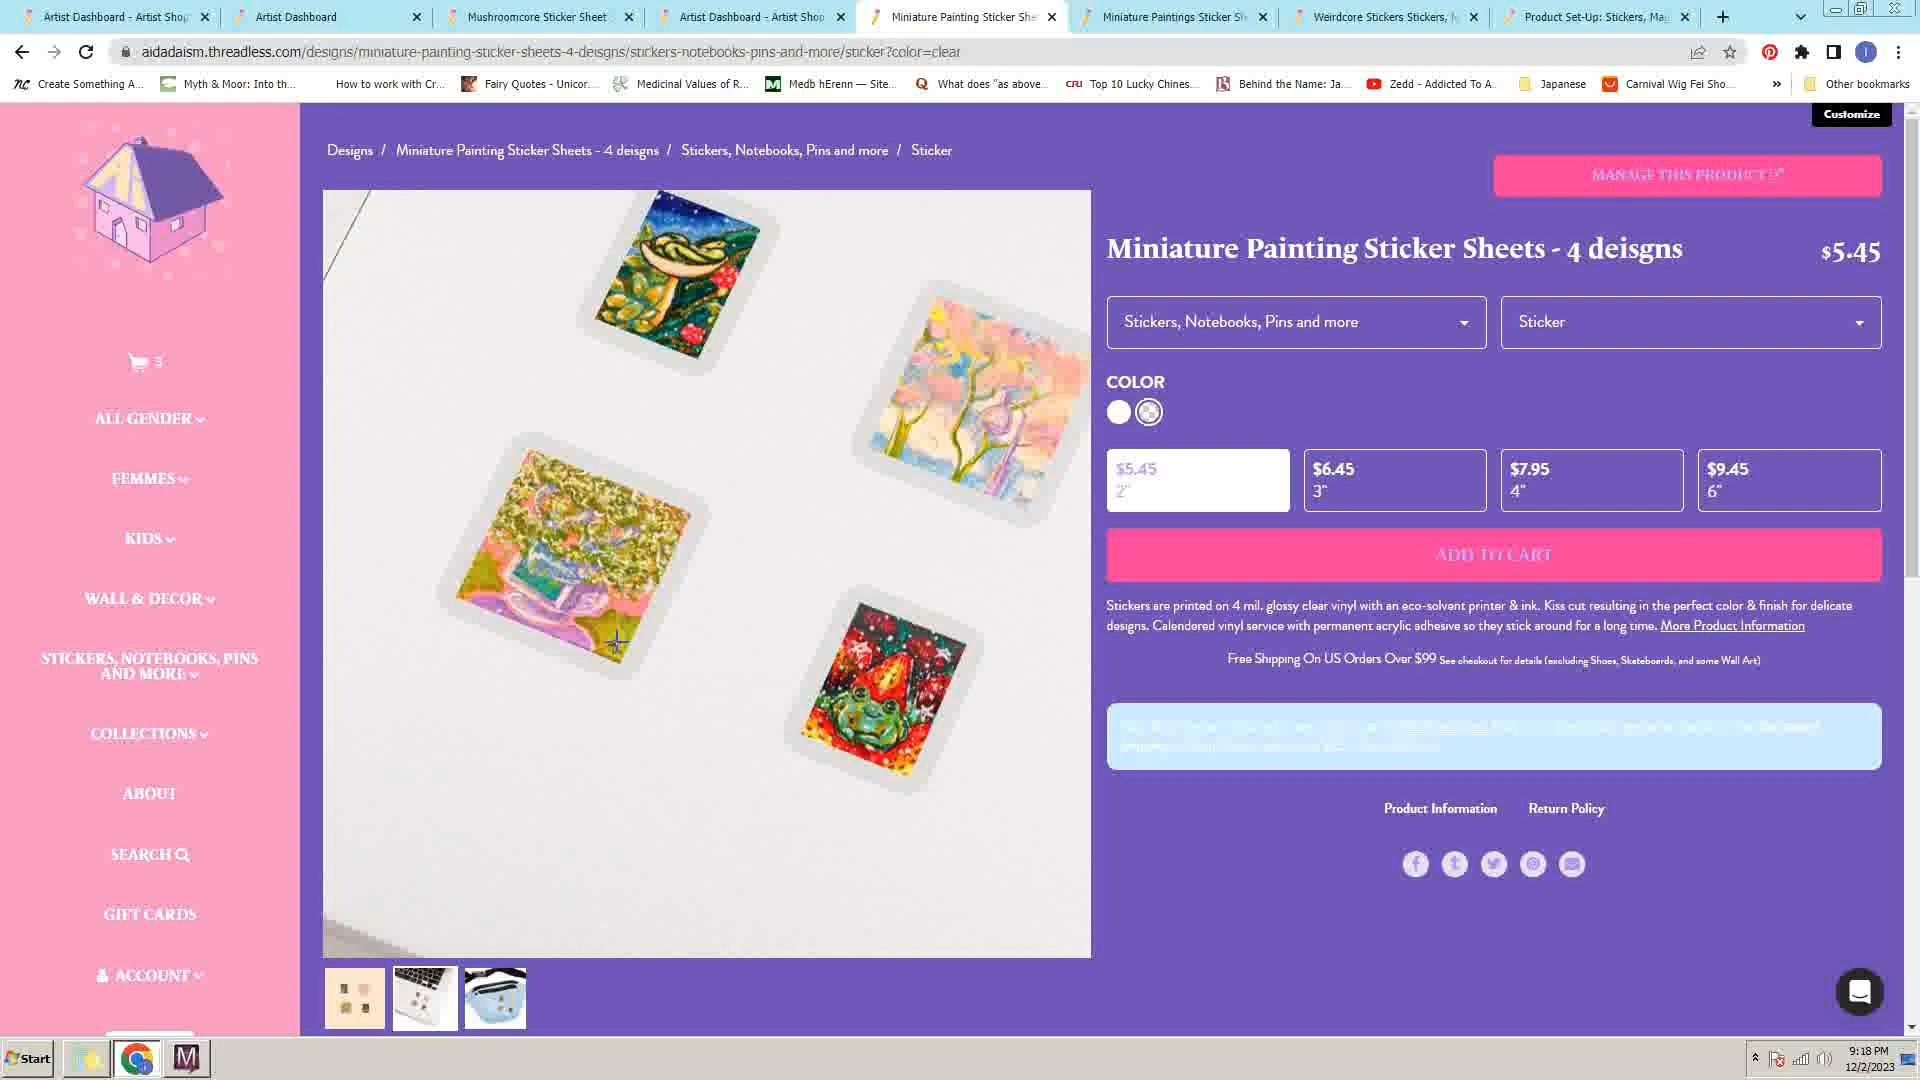 Artist Dashboard - Artist Shop
Artist Dashboard
Mushroomcore Sticker Sheet
Artist Dashboard - Artist Shop
Miniature Painting Sticker She
Miniature Paintings Sticker Sh
Weirdcore Stickers Stickers, N
Product Set-Up: Stickers, Mag
aidadaism.threadless.com/designs/miniature-painting-sticker-sheets-4-deisgns/stickers-notebooks-pins-and-more/sticker?color=clear
I
NC Create Something A...
Myth & Moor: Into th...
How to work with Cr...
Fairy Quotes - Unicor...
Medicinal Values of R...
Medb hErenn — Site...
What does "as above...
CRI Top 10 Lucky Chines...
Behind the Name: Ja...
Zedd - Addicted To A...
Japanese
Carnival Wig Fei Sho...
»
Other bookmarks
Customize
Designs / Miniature Painting Sticker Sheets - 4 deisgns / Stickers, Notebooks, Pins and more / Sticker
MANAGE THIS PRODUCT
Miniature Painting Sticker Sheets - 4 deisgns
$5.45
Stickers, Notebooks, Pins and more
Sticker
COLOR
$5.45
2"
$6.45
3"
$7.95
4"
$9.45
6"
ADD TO CART
Stickers are printed on 4 mil. glossy clear vinyl with an eco-solvent printer & ink. Kiss cut resulting in the perfect color & finish for delicate
designs. Calendered vinyl service with permanent acrylic adhesive so they stick around for a long time. More Product Information
Free Shipping On US Orders Over $99 See checkout for details (excluding Shoes, Skateboards, and some Wall Art)
Product Information
Return Policy
3
ALL GENDER
FEMMES
KIDS
WALL & DECOR
STICKERS, NOTEBOOKS, PINS
AND MORE
COLLECTIONS
ABOUT
SEARCH
GIFT CARDS
ACCOUNT
Start
9:18 PM
12/2/2023